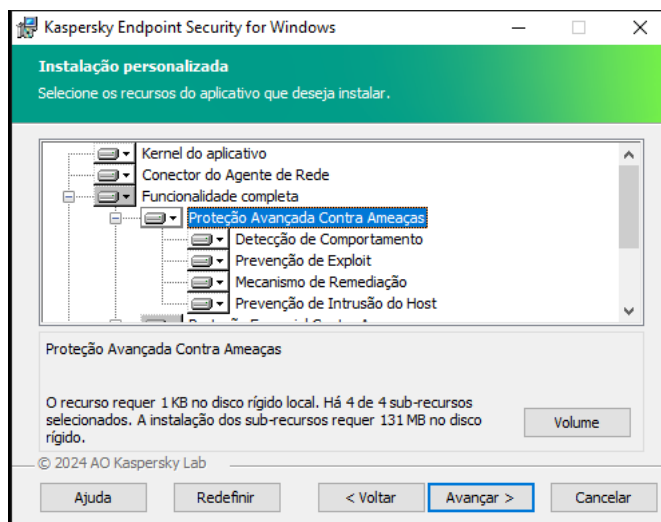 Kaspersky Endpoint Security for Windows
Instalação personalizada
Selecione os recursos do aplicativo que deseja instalar.
Kernel do aplicativo
Conector do Agente de Rede
Funcionalidade completa
Proteção Avançada Contra Ameaças
Detecção de Comportamento
Prevenção de Exploit
Mecanismo de Remediação
Prevenção de Intrusão do Host
Proteção Avançada Contra Ameaças
O recurso requer 1 KB no disco rígido local. Há 4 de 4 sub-recursos
selecionados. A instalação dos sub-recursos requer 131 MB no disco
rígido.
Volume
© 2024 AO Kaspersky Lab
Ajuda
Redefinir
< Voltar
Avançar >
Cancelar